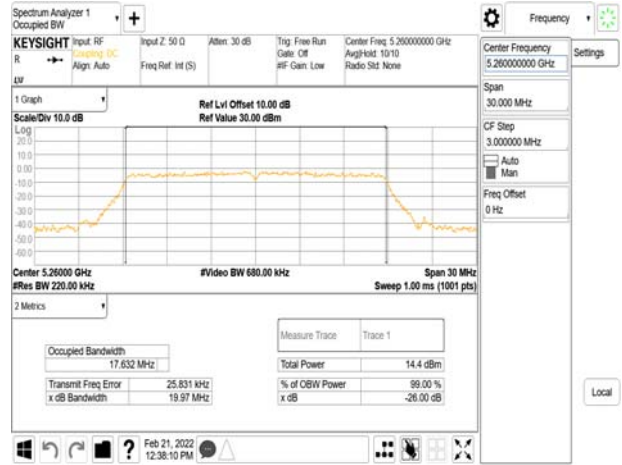 Spectrum Analyzer 1
Occupied BW
+
Frequency
KEYSIGHT
Input: RF
Coupling: DC
Align: Auto
R
Input Z: 50 Ω
Freq Ref: Int (S)
Atten: 30 dB
Trig: Free Run
Gate: Off
#IF Gain: Low
Center Freq: 5.260000000 GHz
Avg|Hold: 10/10
Radio Std: None
Center Frequency
5.260000000 GHz
Settings
Span
30.000 MHz
CF Step
3.000000 MHz
Auto
Man
Freq Offset
0 Hz
Local
1 Graph
Scale/Div 10.0 dB
Ref Lvl Offset 10.00 dB
Ref Value 30.00 dBm
Log
20.0
10.0
0.00
-10.0
-20.0
-30.0
-40.0
-50.0
-60.0
Center 5.26000 GHz
#Res BW 220.00 kHz
#Video BW 680.00 kHz
Span 30 MHz
Sweep 1.00 ms (1001 pts)
2 Metrics
Measure Trace Trace 1
Occupied Bandwidth
17.632 MHz
Total Power 14.4 dBm
Transmit Freq Error 25.831 kHz
% of OBW Power 99.00 %
x dB Bandwidth 19.97 MHz
x dB -26.00 dB
?
Feb 21, 2022
12:38:10 PM